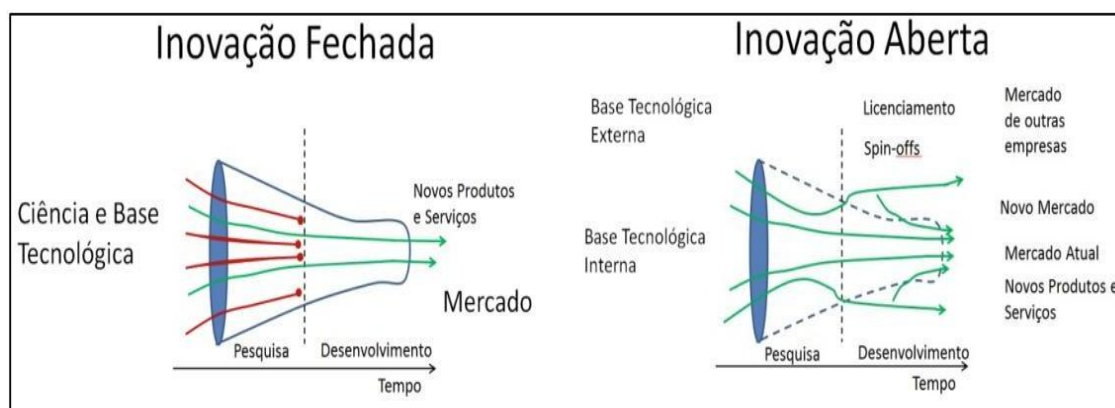 Inovação Fechada
Ciência e Base
Tecnológica
Novos Produtos
e Serviços
Mercado
Pesquisa
Desenvolvimento
Tempo
Inovação Aberta
Base Tecnológica
Externa
Licenciamento
Spin-offs
Mercado
de outras
empresas
Base Tecnológica
Interna
Novo Mercado
Mercado Atual
Novos Produtos e
Serviços
Pesquisa
Desenvolvimento
Tempo